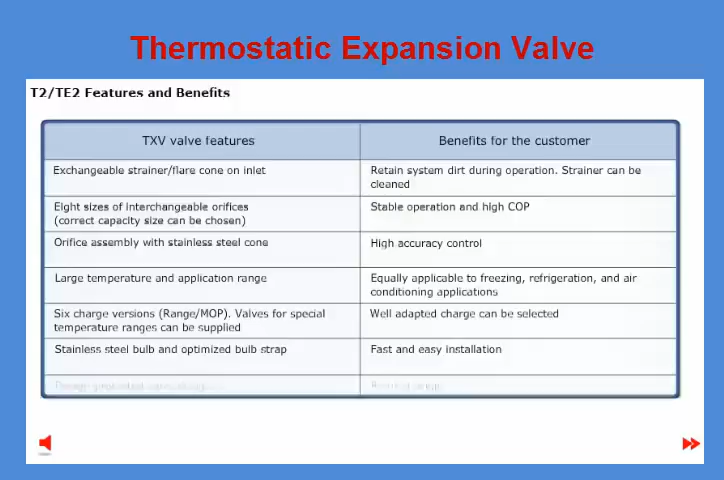 Thermostatic Expansion Valve
T2/TE2 Features and Benefits
TXV valve features
Benefits for the customer
Exchangeable strainer/flare cone on inlet
Retain system dirt during operation. Strainer can be
cleaned
Eight sizes of interchangeable orifices
(correct capacity size can be chosen)
Stable operation and high COP
Orifice assembly with stainless steel cone
High accuracy control
Large temperature and application range
Equally applicable to freezing, refrigeration, and air
conditioning applications
Six charge versions (Range/MOP). Valves for special
temperature ranges can be supplied
Well adapted charge can be selected
Stainless steel bulb and optimized bulb strap
Fast and easy installation